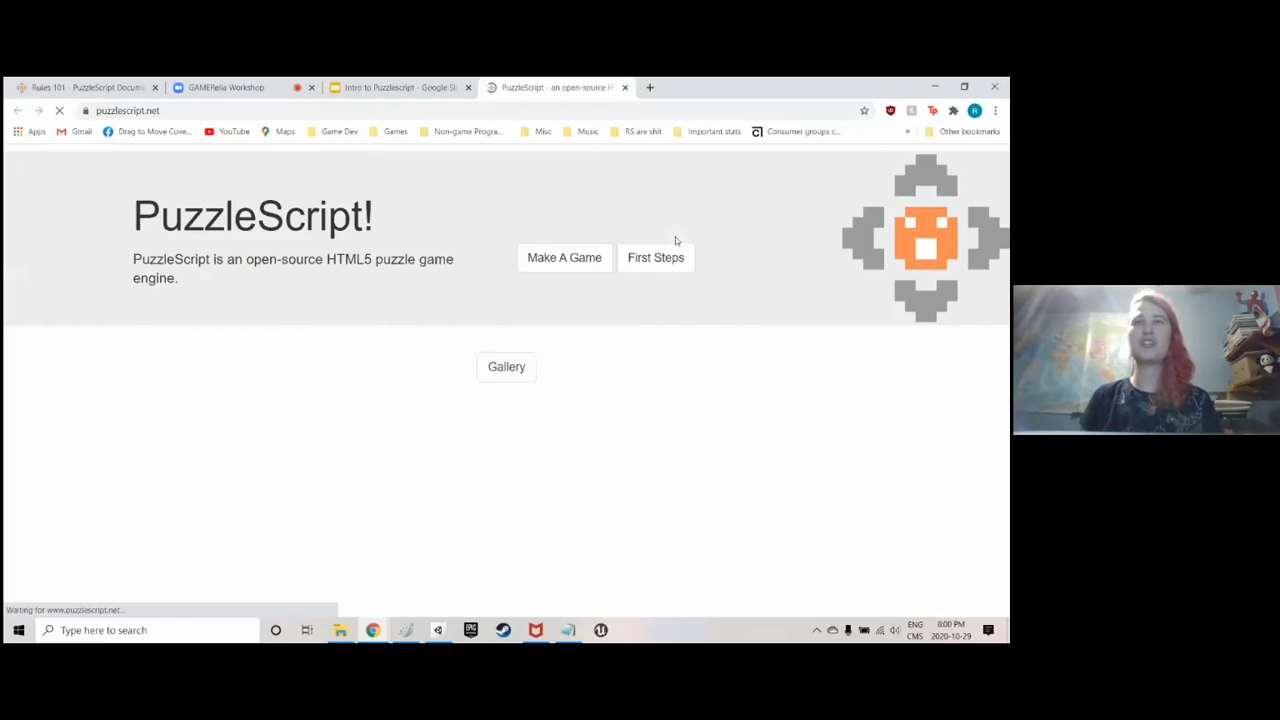 Rules 101 - PuzzleScript Docum
GAMERella Workshop
Intro to Puzzlescript - Google Sli
PuzzleScript - an open-source H
puzzlescript.net
Apps
Gmail
Drag to Move Cove...
YouTube
Maps
Game Dev
Games
Non-game Progra...
Misc
Music
RS are shit
Important stats
Consumer groups c...
Other bookmarks
PuzzleScript!
PuzzleScript is an open-source HTML5 puzzle game
engine.
Make A Game
First Steps
Gallery
Waiting for www.puzzlescript.net...
Type here to search
ENG
CMS
8:00 PM
2020-10-29